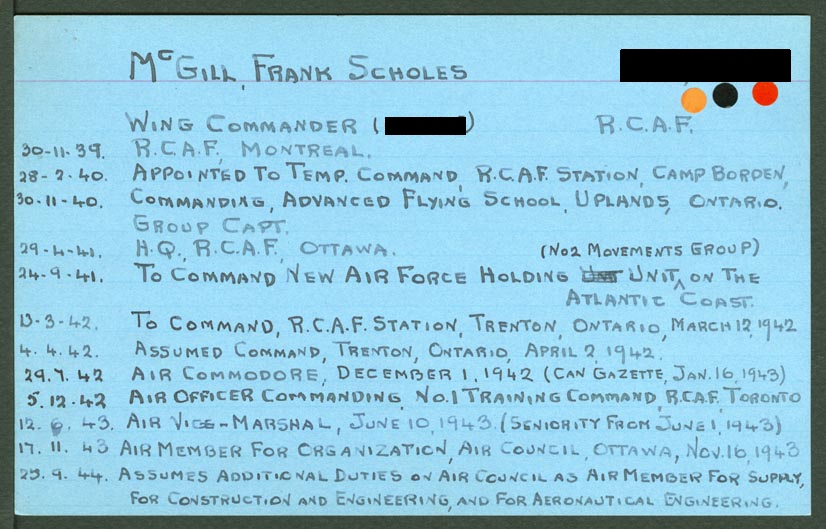 McGILL, FRANK SCHOLES
WING COMMANDER ( ) R.C.A.F.
30-11-39. R.C.A.F., MONTREAL.
28-2-40. APPOINTED TO TEMP. COMMAND, R.C.A.F. STATION, CAMP BORDEN,
30-11-40. COMMANDING, ADVANCED FLYING SCHOOL, UPLANDS, ONTARIO.
GROUP CAPT.
29-4-41. H.Q., R.C.A.F., OTTAWA. (NO2 MOVEMENTS GROUP)
24-9-41. TO COMMAND NEW AIR FORCE HOLDING UNIT ^ ON THE
ATLANTIC COAST.
13-3-42. TO COMMAND, R.C.A.F. STATION, TRENTON, ONTARIO, MARCH 12, 1942
4.4.42. ASSUMED COMMAND, TRENTON, ONTARIO, APRIL 2, 1942.
29.7.42 AIR COMMODORE, DECEMBER 1, 1942 (CAN GAZETTE, JAN. 16, 1943)
5.12.42 AIR OFFICER COMMANDING, NO. 1 TRAINING COMMAND, R.C.A.F., TORONTO
12.6.43. AIR VICE-MARSHAL, JUNE 10, 1943. (SENIORITY FROM JUNE 1, 1943)
17.11.43 AIR MEMBER FOR ORGANIZATION, AIR COUNCIL, OTTAWA, NOV. 16, 1943
25.9.44. ASSUMES ADDITIONAL DUTIES ON AIR COUNCIL AS AIR MEMBER FOR SUPPLY,
FOR CONSTRUCTION AND ENGINEERING, AND FOR AERONAUTICAL ENGINEERING.